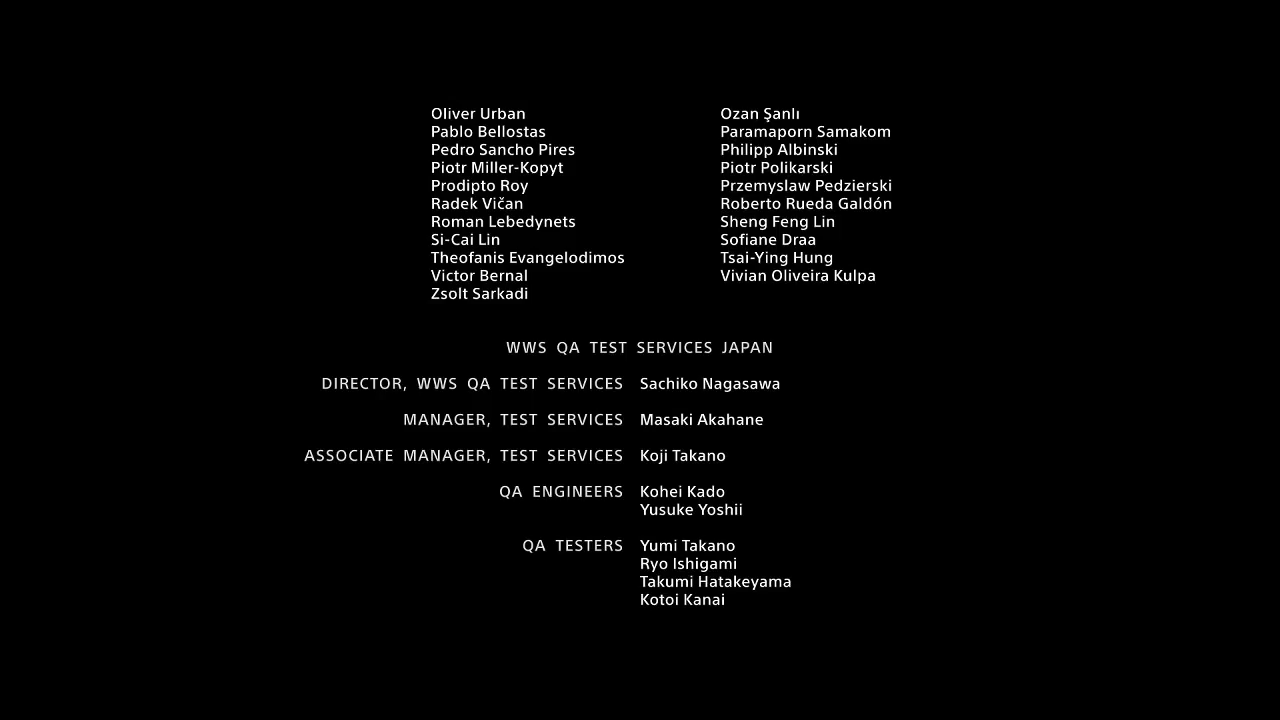 Oliver Urban Ozan Şanlı
Pablo Bellostas Paramaporn Samakom
Pedro Sancho Pires Philipp Albinski
Piotr Miller-Kopyt Piotr Polikarski
Prodipto Roy Przemyslaw Pedzierski
Radek Vičan Roberto Rueda Galdón
Roman Lebedynets Sheng Feng Lin
Si-Cai Lin Sofiane Draa
Theofanis Evangelodimos Tsai-Ying Hung
Victor Bernal Vivian Oliveira Kulpa
Zsolt Sarkadi
WWS QA TEST SERVICES JAPAN
DIRECTOR, WWS QA TEST SERVICES Sachiko Nagasawa
MANAGER, TEST SERVICES Masaki Akahane
ASSOCIATE MANAGER, TEST SERVICES Koji Takano
QA ENGINEERS Kohei Kado
Yusuke Yoshii
QA TESTERS Yumi Takano
Ryo Ishigami
Takumi Hatakeyama
Kotoi Kanai